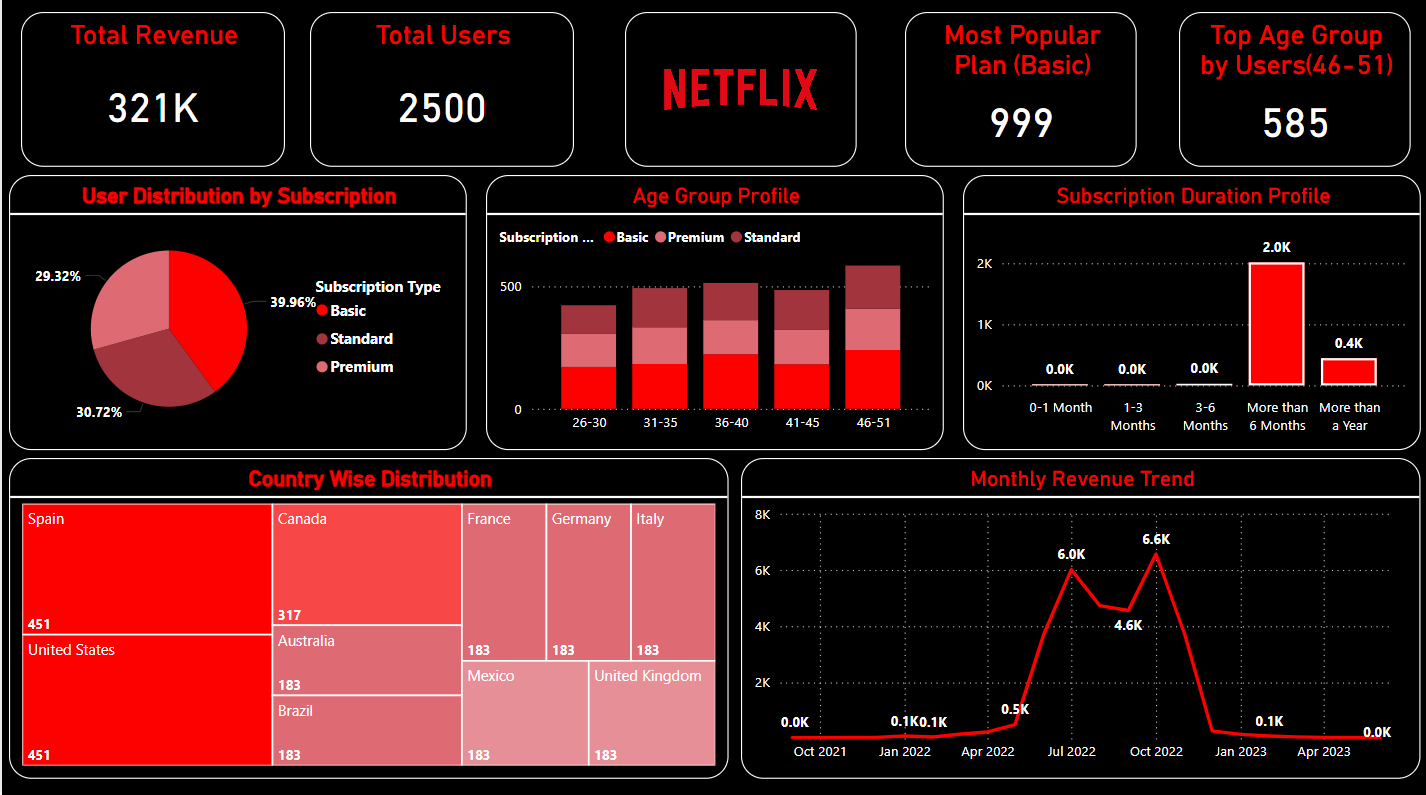 Total Revenue
321K
Total Users
2500
NETFLIX
Most Popular
Plan (Basic)
999
Top Age Group
by Users(46-51)
585
User Distribution by Subscription
29.32%
39.96%
30.72%
Subscription Type
Basic
Standard
Premium
Age Group Profile
Subscription ... Basic Premium Standard
500
0
26-30 31-35 36-40 41-45 46-51
Subscription Duration Profile
2K
1K
0K
0.0K 0.0K 0.0K 2.0K 0.4K
0-1 Month 1-3 3-6 More than More than
Months Months 6 Months a Year
Country Wise Distribution
Spain
451
United States
451
Canada
317
Australia
183
Brazil
183
France
183
Germany
183
Italy
183
Mexico
183
United Kingdom
183
Monthly Revenue Trend
8K
6K
4K
2K
0.0K 0.1K 0.1K 0.5K 6.0K 4.6K 6.6K 0.1K 0.0K
Oct 2021 Jan 2022 Apr 2022 Jul 2022 Oct 2022 Jan 2023 Apr 2023